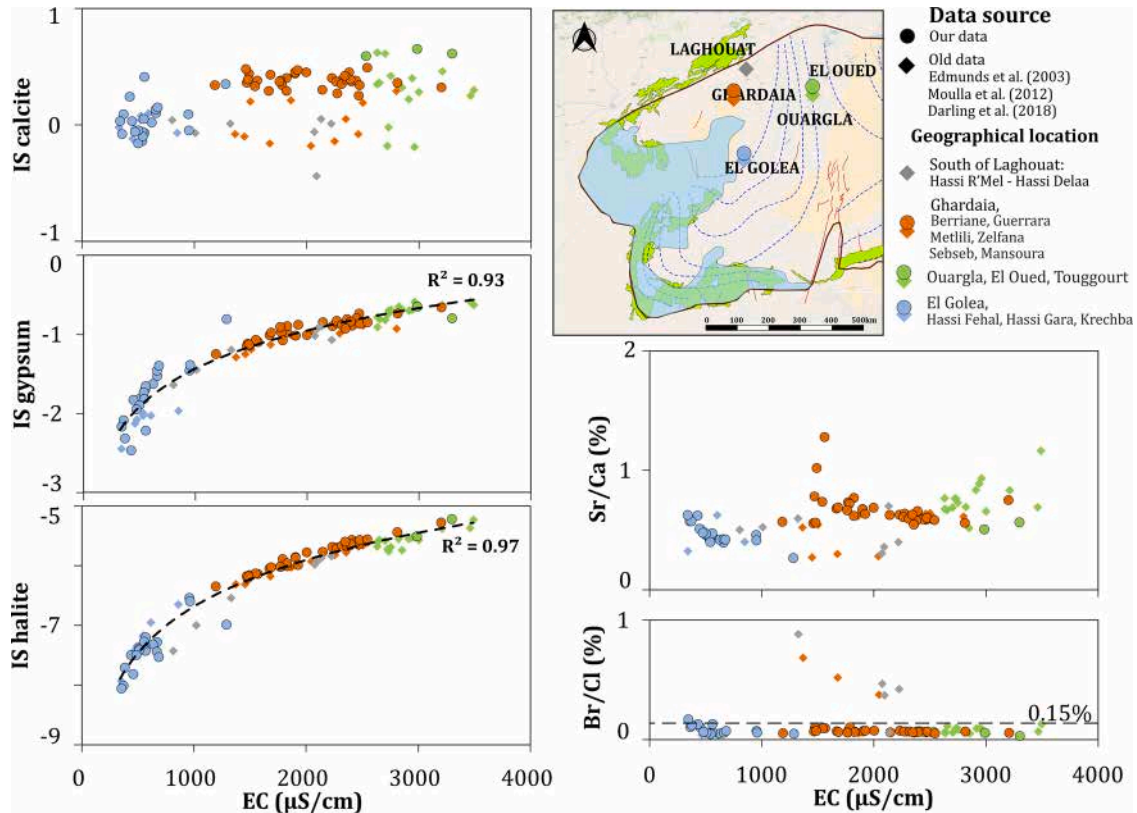 1
IS calcite
0
-1
0
IS gypsum
R² = 0.93
-1
-2
-3
-5
IS halite
R² = 0.97
-7
-9
0
1000
2000
3000
4000
EC (µS/cm)
LAGHOUAT
EL OUED
GHARDAIA
OUARGLA
EL GOLEA
0 100 200 300 400 500km
Data source
Our data
Old data
Edmunds et al. (2003)
Moulla et al. (2012)
Darling et al. (2018)
Geographical location
South of Laghouat:
Hassi R'Mel - Hassi Delaa
Ghardaia,
Berriane, Guerrara
Metlili, Zelfana
Sebseb, Mansoura
Ouargla, El Oued, Touggourt
El Golea,
Hassi Fehal, Hassi Gara, Krechba
2
Sr/Ca (%)
1
0
1
Br/Cl (%)
0.15%
0
0
1000
2000
3000
4000
EC (µS/cm)